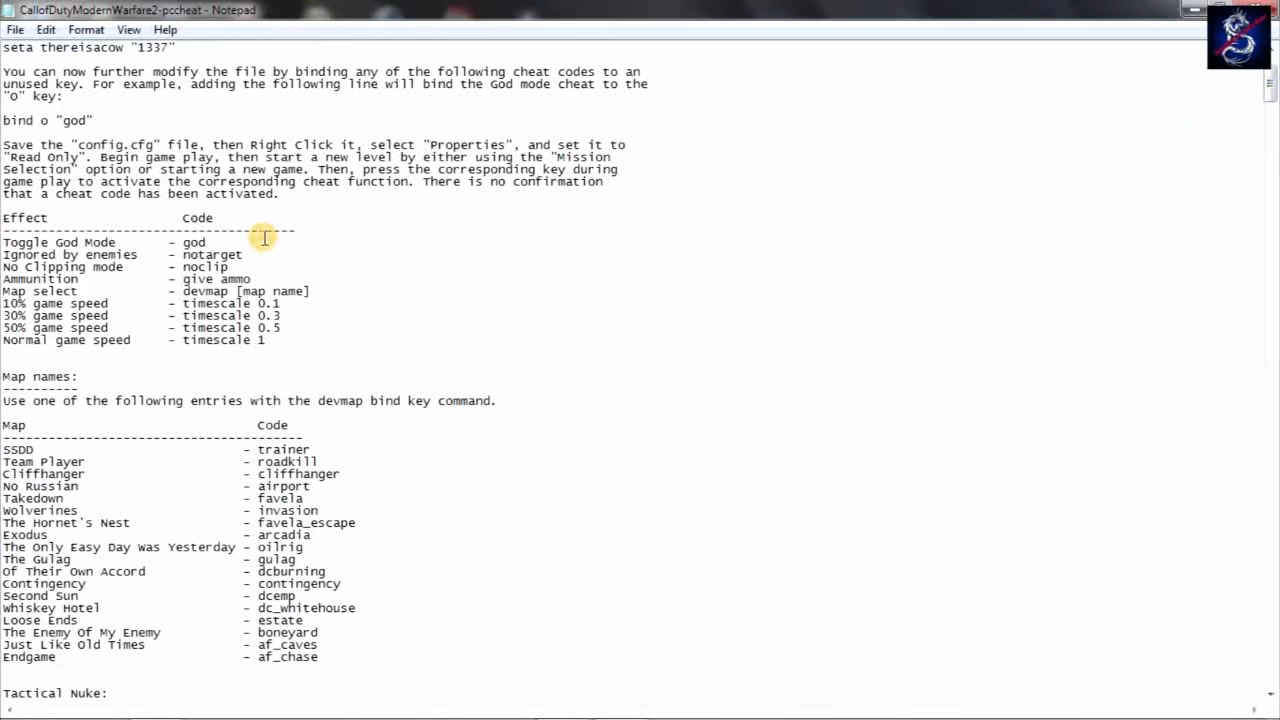 CallofDutyModernWarfare2-pccheat - Notepad
File Edit Format View Help
seta thereisacow "1337"
You can now further modify the file by binding any of the following cheat codes to an
unused key. For example, adding the following line will bind the God mode cheat to the
"O" key:
bind o "god"
Save the "config.cfg" file, then Right Click it, select "Properties", and set it to
"Read Only". Begin game play, then start a new level by either using the "Mission
Selection" option or starting a new game. Then, press the corresponding key during
game play to activate the corresponding cheat function. There is no confirmation
that a cheat code has been activated.
Effect Code
---------------------------------------
Toggle God Mode - god
Ignored by enemies - notarget
No Clipping mode - noclip
Ammunition - give ammo
Map select - devmap [map name]
10% game speed - timescale 0.1
30% game speed - timescale 0.3
50% game speed - timescale 0.5
Normal game speed - timescale 1
Map names:
----------
Use one of the following entries with the devmap bind key command.
Map Code
----------------------------------------
SSDD - trainer
Team Player - roadkill
Cliffhanger - cliffhanger
No Russian - airport
Takedown - favela
Wolverines - invasion
The Hornet's Nest - favela_escape
Exodus - arcadia
The Only Easy Day Was Yesterday - oilrig
The Gulag - gulag
Of Their Own Accord - dcburning
Contingency - contingency
Second Sun - dcemp
Whiskey Hotel - dc_whitehouse
Loose Ends - estate
The Enemy Of My Enemy - boneyard
Just Like Old Times - af_caves
Endgame - af_chase
Tactical Nuke: